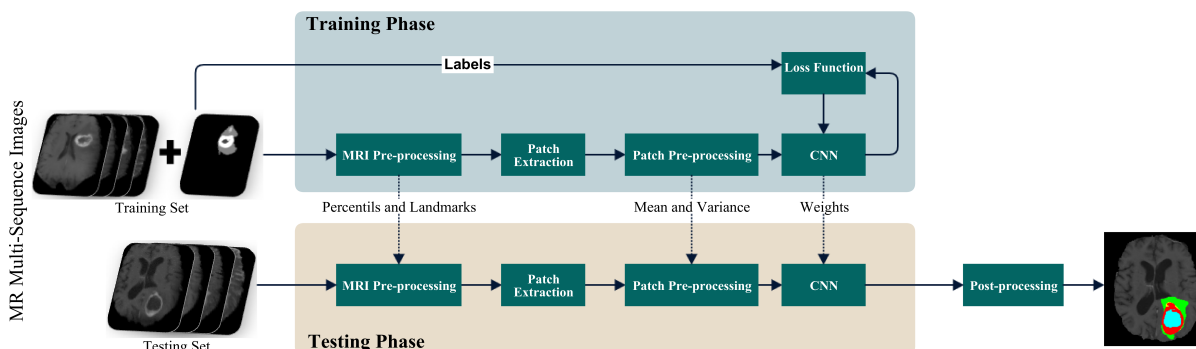 Training Phase
Labels
Loss Function
MR Multi-Sequence Images
MRI Pre-processing
Patch
Extraction
Patch Pre-processing
CNN
Training Set
Percentils and Landmarks
Mean and Variance
Weights
MRI Pre-processing
Patch
Extraction
Patch Pre-processing
CNN
Post-processing
Testing Phase
Testing Set